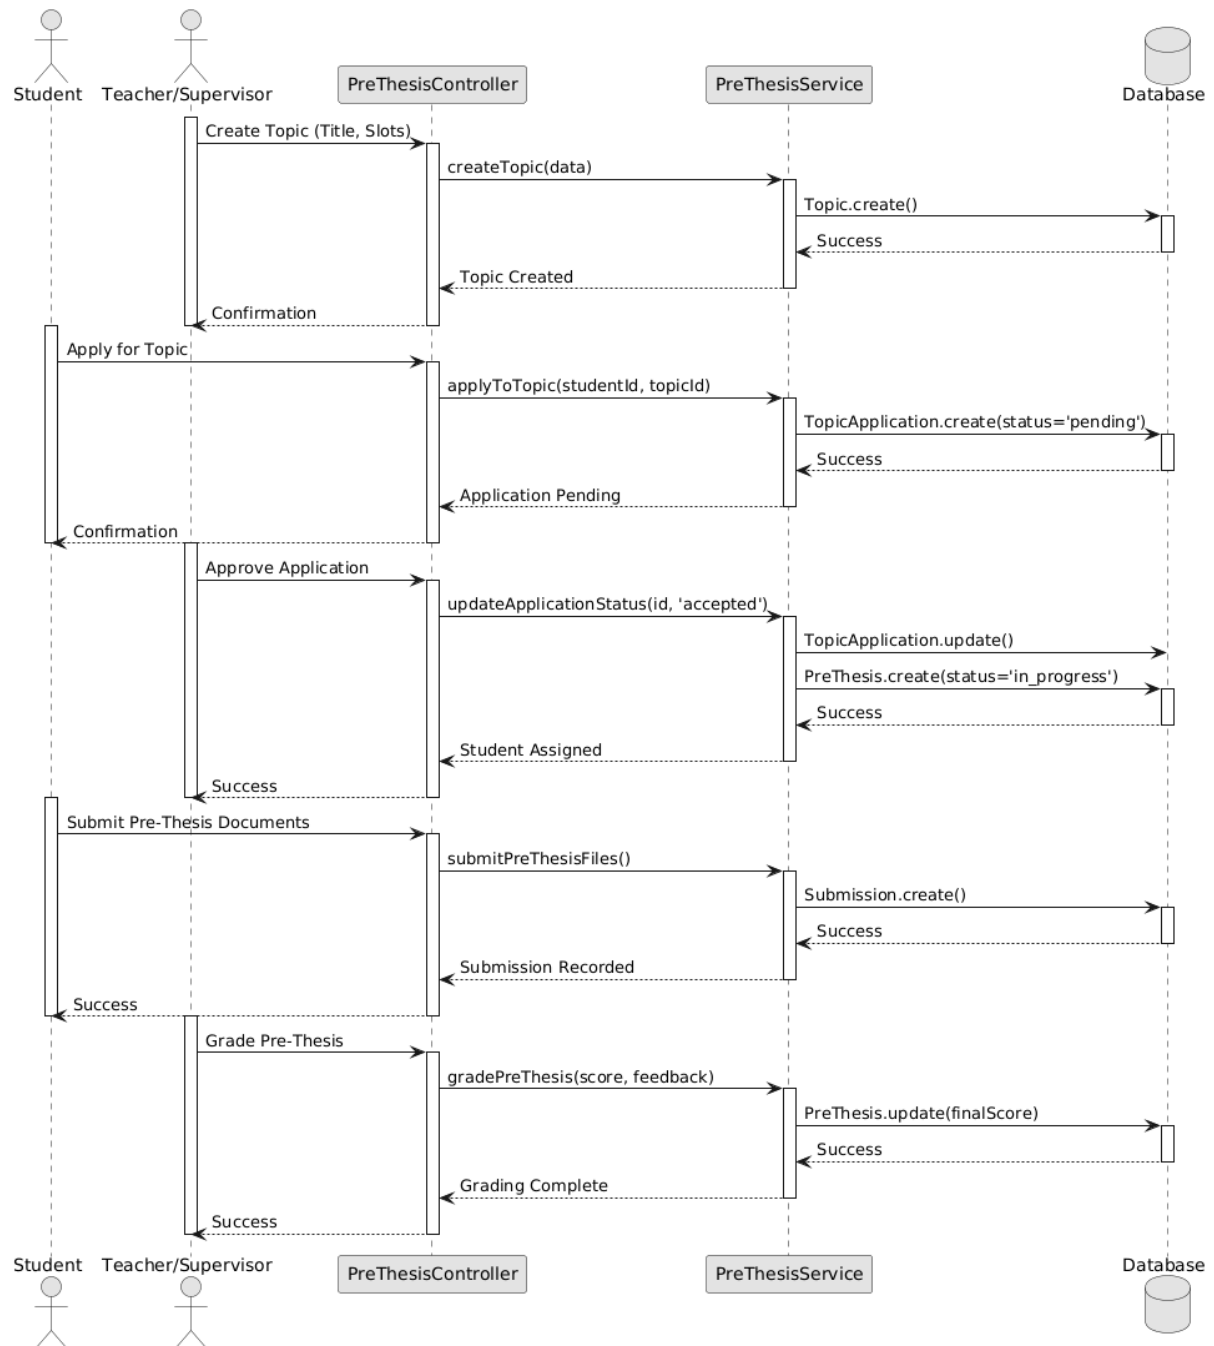 Student
Teacher/Supervisor
PreThesisController
PreThesisService
Database
Create Topic (Title, Slots)
createTopic(data)
Topic.create()
Success
Topic Created
Confirmation
Apply for Topic
applyToTopic(studentId, topicId)
TopicApplication.create(status='pending')
Success
Application Pending
Confirmation
Approve Application
updateApplicationStatus(id, 'accepted')
TopicApplication.update()
PreThesis.create(status='in_progress')
Success
Student Assigned
Success
Submit Pre-Thesis Documents
submitPreThesisFiles()
Submission.create()
Success
Submission Recorded
Success
Grade Pre-Thesis
gradePreThesis(score, feedback)
PreThesis.update(finalScore)
Success
Grading Complete
Success
Student
Teacher/Supervisor
PreThesisController
PreThesisService
Database